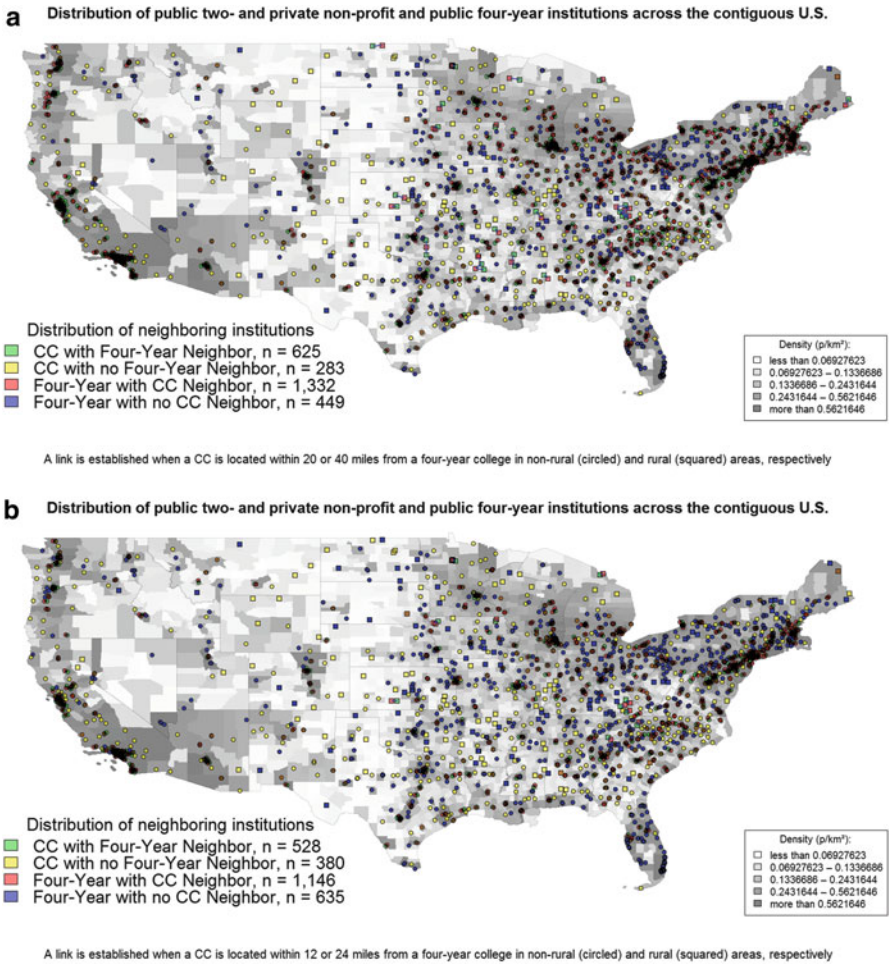 a
Distribution of public two- and private non-profit and public four-year institutions across the contiguous U.S.
Distribution of neighboring institutions
CC with Four-Year Neighbor, n = 625
CC with no Four-Year Neighbor, n = 283
Four-Year with CC Neighbor, n = 1,332
Four-Year with no CC Neighbor, n = 449
Density (p/km²):
less than 0.06927623
0.06927623 – 0.1336686
0.1336686 – 0.2431644
0.2431644 – 0.5621646
more than 0.5621646
A link is established when a CC is located within 20 or 40 miles from a four-year college in non-rural (circled) and rural (squared) areas, respectively
b
Distribution of public two- and private non-profit and public four-year institutions across the contiguous U.S.
Distribution of neighboring institutions
CC with Four-Year Neighbor, n = 528
CC with no Four-Year Neighbor, n = 380
Four-Year with CC Neighbor, n = 1,146
Four-Year with no CC Neighbor, n = 635
Density (p/km²):
less than 0.06927623
0.06927623 – 0.1336686
0.1336686 – 0.2431644
0.2431644 – 0.5621646
more than 0.5621646
A link is established when a CC is located within 12 or 24 miles from a four-year college in non-rural (circled) and rural (squared) areas, respectively